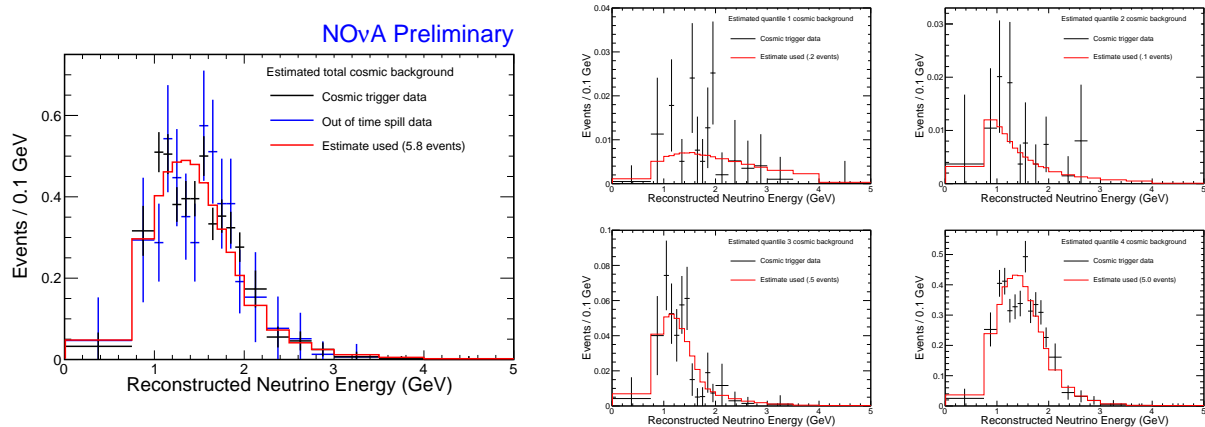 NOνA Preliminary
Estimated total cosmic background
Cosmic trigger data
Out of time spill data
Estimate used (5.8 events)
Events / 0.1 GeV
0.6
0.4
0.2
0
0 1 2 3 4 5
Reconstructed Neutrino Energy (GeV)
Estimated quantile 1 cosmic background
Cosmic trigger data
Estimate used (.2 events)
Events / 0.1 GeV
0.04
0.03
0.02
0.01
0.00
0 1 2 3 4 5
Reconstructed Neutrino Energy (GeV)
Estimated quantile 2 cosmic background
Cosmic trigger data
Estimate used (.1 events)
Events / 0.1 GeV
0.03
0.02
0.01
0.00
0 1 2 3 4 5
Reconstructed Neutrino Energy (GeV)
Estimated quantile 3 cosmic background
Cosmic trigger data
Estimate used (.5 events)
Events / 0.1 GeV
0.1
0.08
0.06
0.04
0.02
0.00
0 1 2 3 4 5
Reconstructed Neutrino Energy (GeV)
Estimated quantile 4 cosmic background
Cosmic trigger data
Estimate used (5.0 events)
Events / 0.1 GeV
0.5
0.4
0.3
0.2
0.1
0.0
0 1 2 3 4 5
Reconstructed Neutrino Energy (GeV)